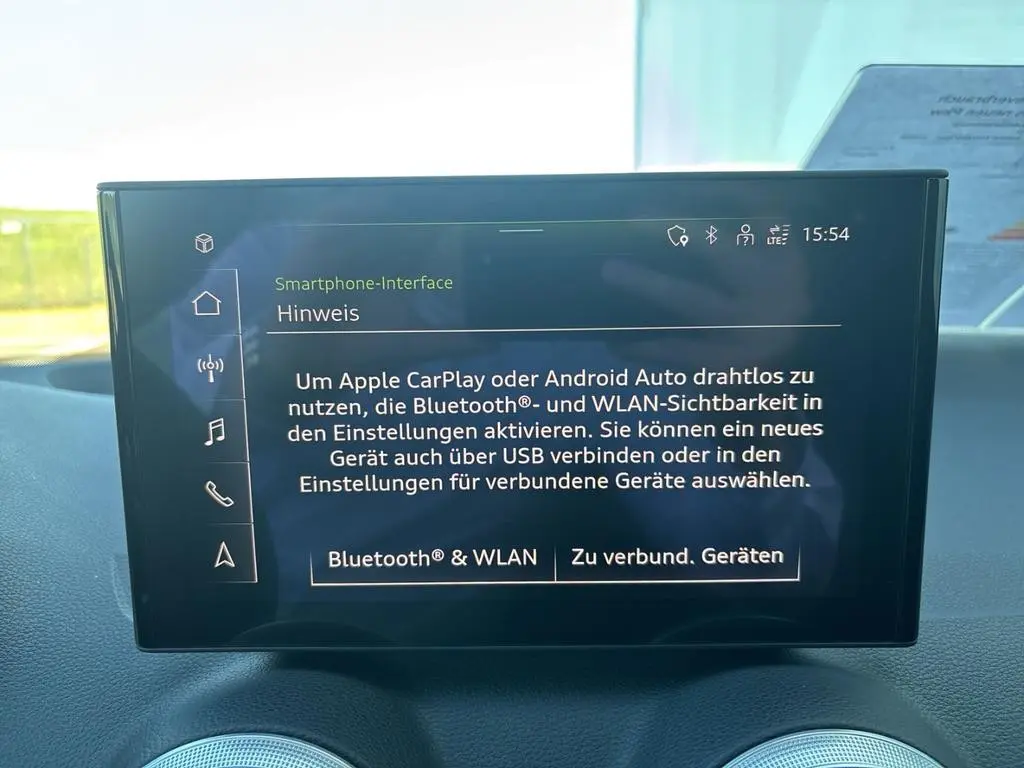 LTE
15:54
Smartphone-Interface
Hinweis
Um Apple CarPlay oder Android Auto drahtlos zu
nutzen, die Bluetooth®- und WLAN-Sichtbarkeit in
den Einstellungen aktivieren. Sie können ein neues
Gerät auch über USB verbinden oder in den
Einstellungen für verbundene Geräte auswählen.
Bluetooth® & WLAN
Zu verbund. Geräten